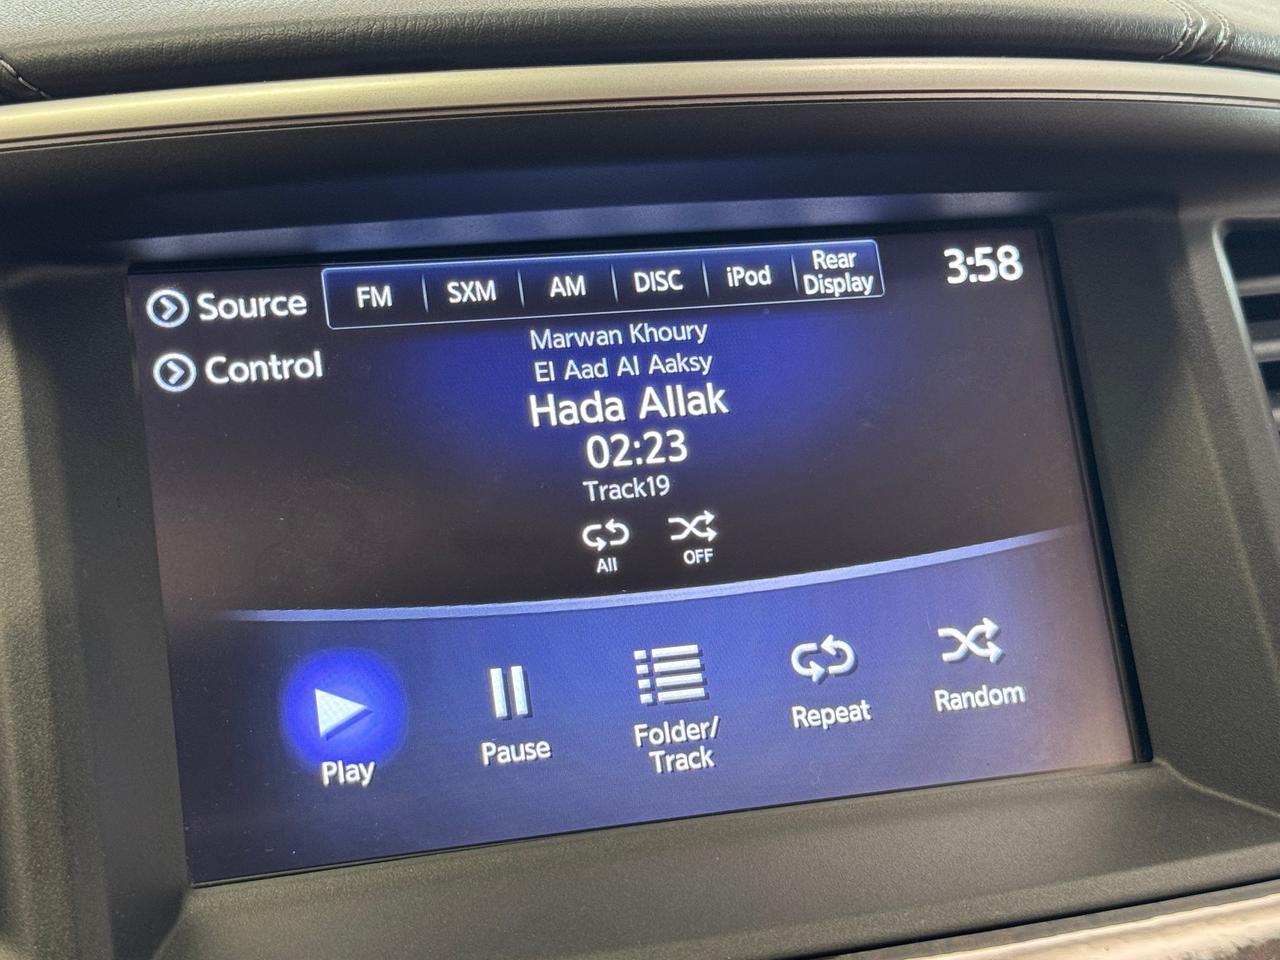 Source
FM SXM AM DISC iPod Rear Display
3:58
Control
Marwan Khoury
El Aad Al Aaksy
Hada Allak
02:23
Track19
All OFF
Play
Pause
Folder/
Track
Repeat
Random